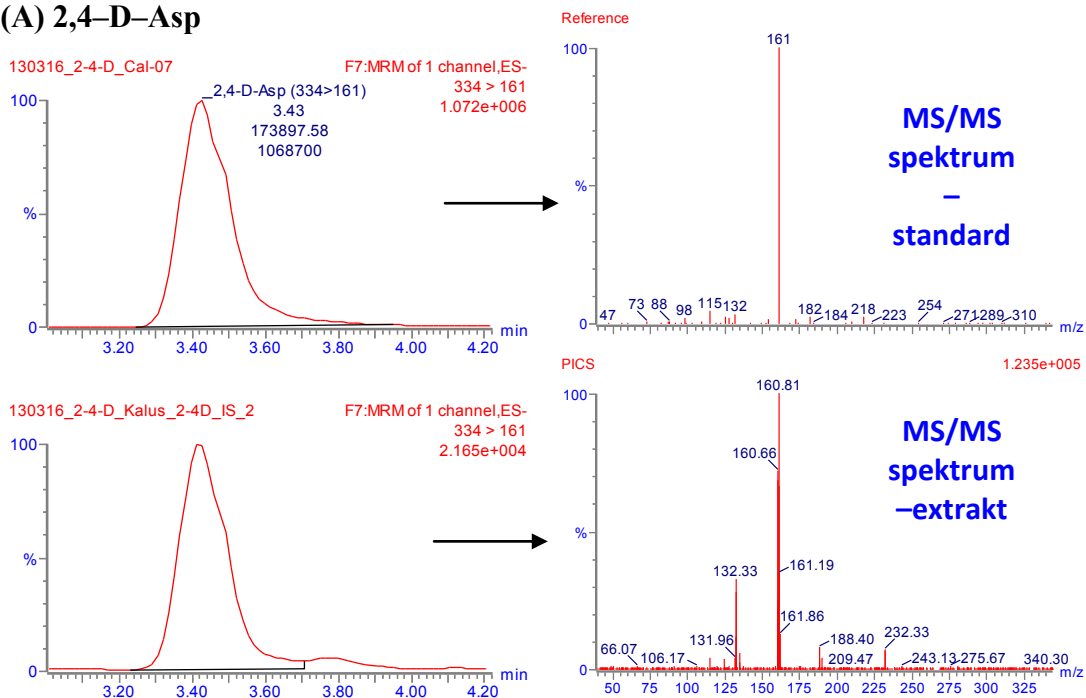 (A) 2,4–D–Asp
130316_2-4-D_Cal-07
F7:MRM of 1 channel,ES-
334 > 161
1.072e+006
_2,4-D-Asp (334>161)
3.43
173897.58
1068700
100
%
0
3.20 3.40 3.60 3.80 4.00 4.20
min
Reference
161
100
%
0
47 73 88 98 115 132 182 184 218 223 254 271 289 310
m/z
MS/MS
spektrum
–
standard
130316_2-4-D_Kalus_2-4D_IS_2
F7:MRM of 1 channel,ES-
334 > 161
2.165e+004
100
%
0
3.20 3.40 3.60 3.80 4.00 4.20
min
PICS
1.235e+005
160.81
100
160.66
%
132.33
161.19
161.86
131.96
188.40
232.33
66.07
106.17
209.47
243.13
275.67
340.30
0
m/z
50 75 100 125 150 175 200 225 250 275 300 325
MS/MS
spektrum
–extrakt